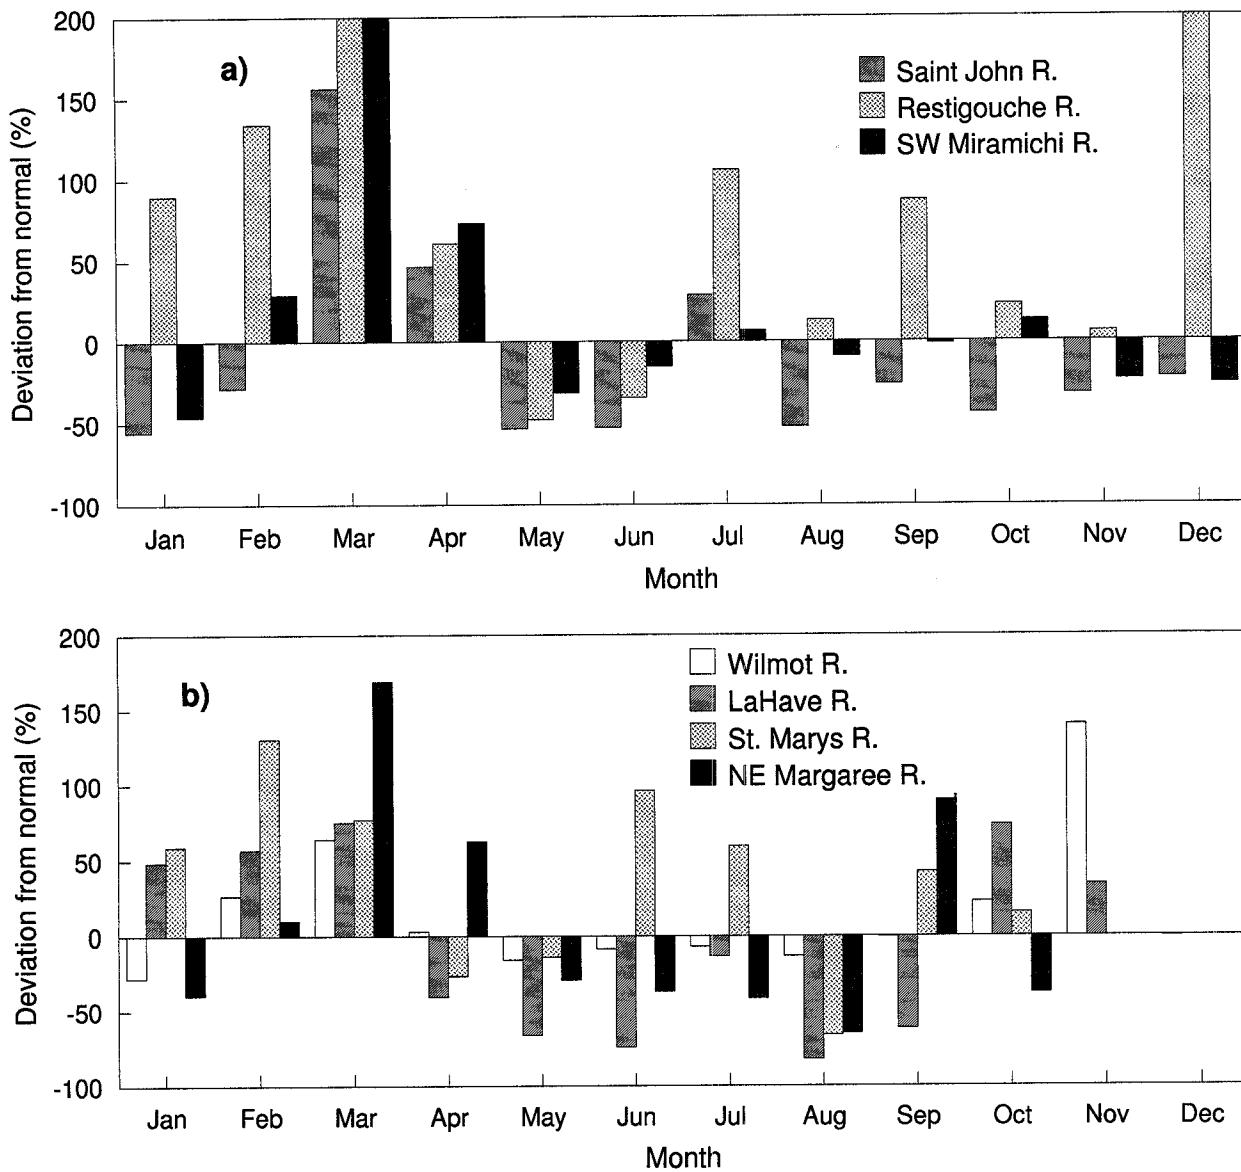 Deviation from normal (%)
200
150
100
50
0
-50
-100
a)
Saint John R.
Restigouche R.
SW Miramichi R.
Jan Feb Mar Apr May Jun Jul Aug Sep Oct Nov Dec
Month
Deviation from normal (%)
200
150
100
50
0
-50
-100
b)
Wilmot R.
LaHave R.
St. Marys R.
NE Margaree R.
Jan Feb Mar Apr May Jun Jul Aug Sep Oct Nov Dec
Month